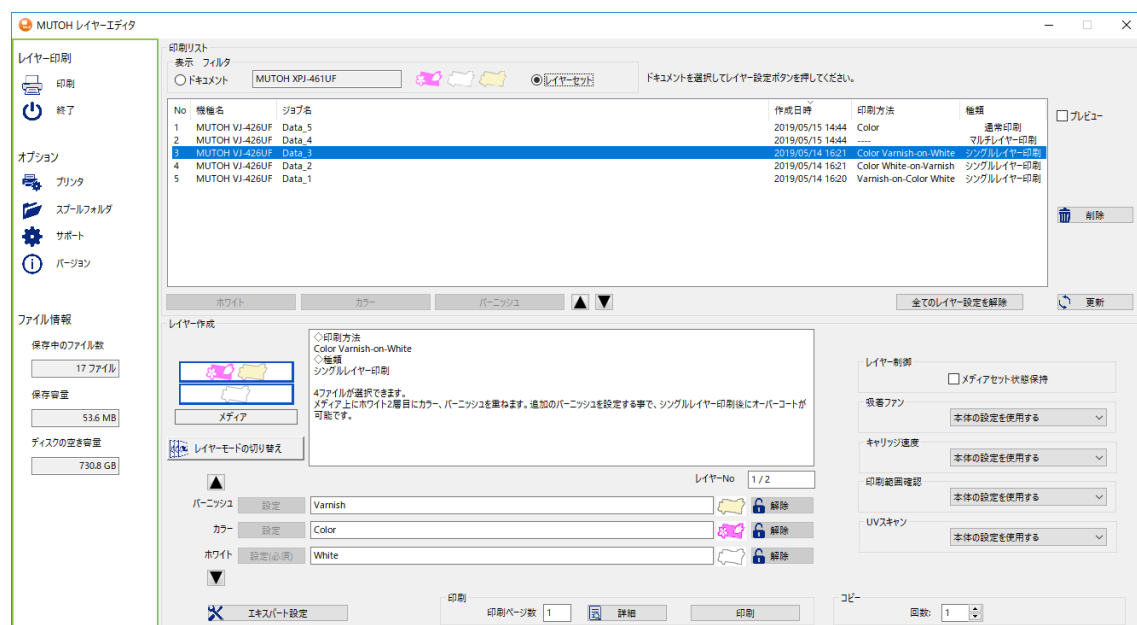 MUTOH レイヤーエディタ
レイヤー印刷
印刷
終了
オプション
プリンタ
スプールフォルダ
サポート
バージョン
ファイル情報
保存中のファイル数
17 ファイル
保存容量
53.6 MB
ディスクの空き容量
730.8 GB
印刷リスト
表示 フィルタ
ドキュメント MUTOH XPJ-461UF レイヤーセット ドキュメントを選択してレイヤー設定ボタンを押してください。
No 機種名 ジョブ名 作成日時 印刷方法 種類
1 MUTOH VJ-426UF Data_5 2019/05/15 14:44 Color 通常印刷
2 MUTOH VJ-426UF Data_4 2019/05/15 14:44 ---- マルチレイヤー印刷
3 MUTOH VJ-426UF Data_3 2019/05/14 16:21 Color Varnish-on-White シングルレイヤー印刷
4 MUTOH VJ-426UF Data_2 2019/05/14 16:21 Color White-on-Varnish シングルレイヤー印刷
5 MUTOH VJ-426UF Data_1 2019/05/14 16:20 Varnish-on-Color White シングルレイヤー印刷
プレビュー
削除
ホワイト カラー バーニッシュ ▲ ▼ 全てのレイヤー設定を解除 更新
レイヤー作成
メディア
レイヤーモードの切り替え
◇印刷方法
Color Varnish-on-White
◇種類
シングルレイヤー印刷
4ファイルが選択できます。
メディア上にホワイト2層目にカラー、バーニッシュを重ねます。追加のバーニッシュを設定する事で、シングルレイヤー印刷後にオーバーコートが
可能です。
レイヤーNo 1 / 2
バーニッシュ 設定 Varnish 解除
カラー 設定 Color 解除
ホワイト 設定(必須) White 解除
エキスパート設定
印刷
印刷ページ数 1 詳細 印刷
レイヤー制御
メディアセット状態保持
吸着ファン
本体の設定を使用する
キャリッジ速度
本体の設定を使用する
印刷範囲確認
本体の設定を使用する
UVスキャン
本体の設定を使用する
コピー
回数: 1